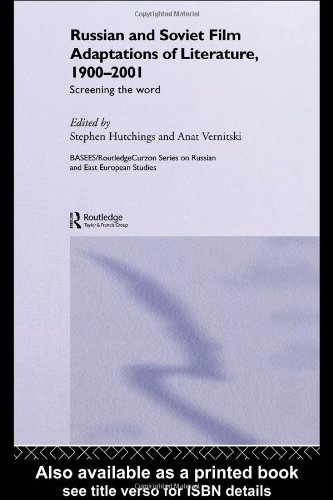 Russian and Soviet Film
Adaptations of Literature,
1900–2001
Screening the word
Edited by
Stephen Hutchings and Anat Vernitski
BASEES/RoutledgeCurzon Series on Russian
and East European Studies
Routledge
Taylor & Francis Group
Also available as a printed book
see title verso for ISBN details